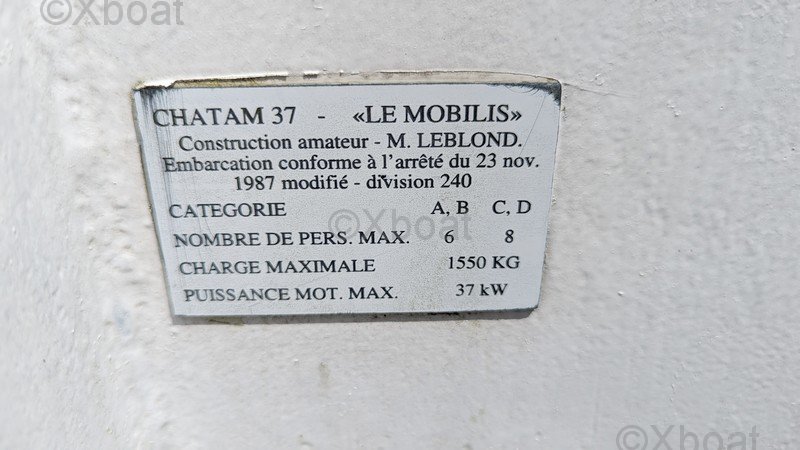 ©Xboat
CHATAM 37 - «LE MOBILIS»
Construction amateur - M. LEBLOND.
Embarcation conforme à l'arrêté du 23 nov.
1987 modifié - division 240
CATEGORIE A, B C, D
©Xboat
NOMBRE DE PERS. MAX. 6 8
CHARGE MAXIMALE 1550 KG
PUISSANCE MOT. MAX. 37 kW
©Xboat